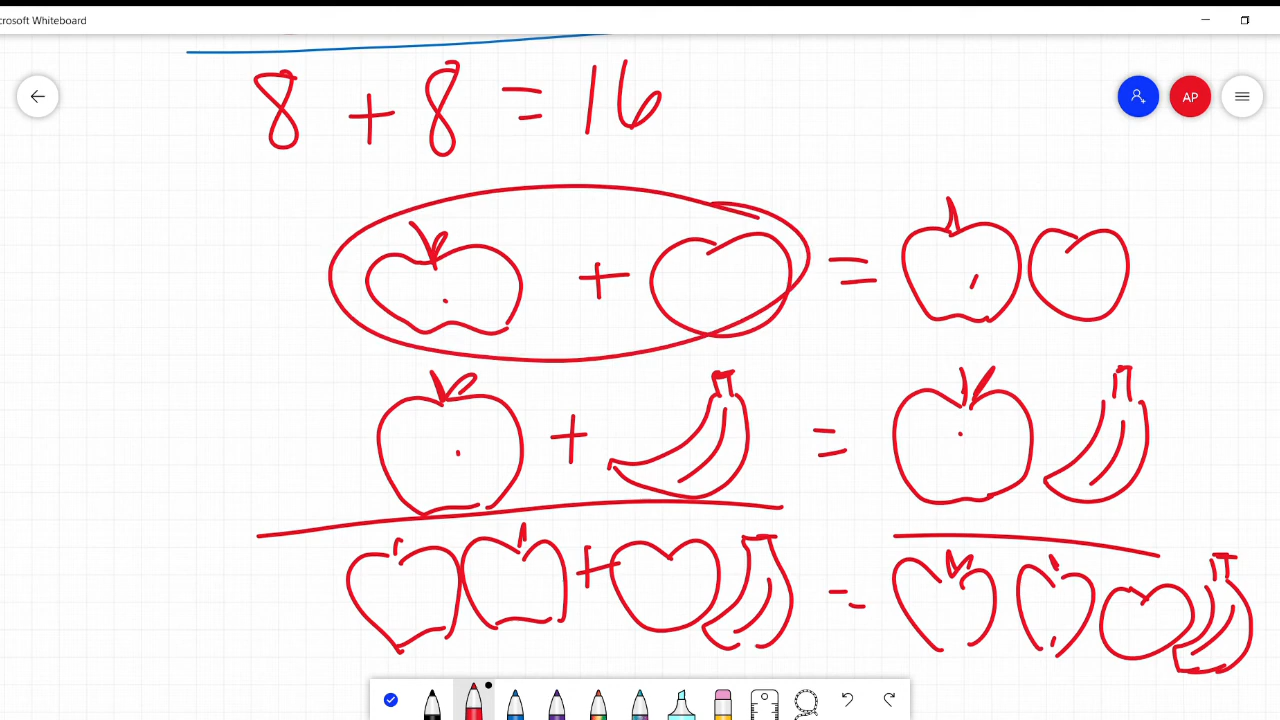 crosoft Whiteboard
AP
8 + 8 = 16
+ =
+ =
+ =